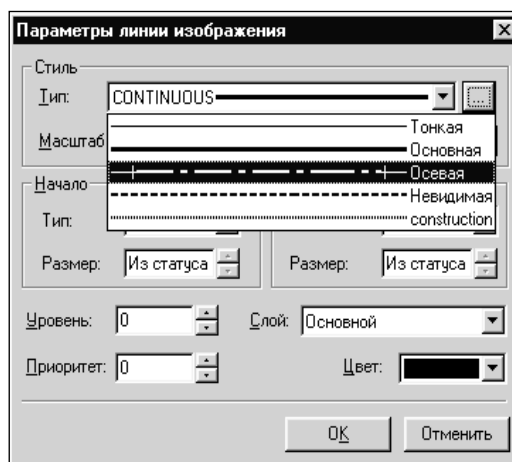 Параметры линии изображения
Стиль
Тип: CONTINUOUS ...
Тонкая
Масштаб
Основная
Осевая
Начало
Невидимая
Тип:
construction
Размер: Из статуса Размер: Из статуса
Уровень: 0 Слой: Основной
Приоритет: 0 Цвет:
OK Отменить